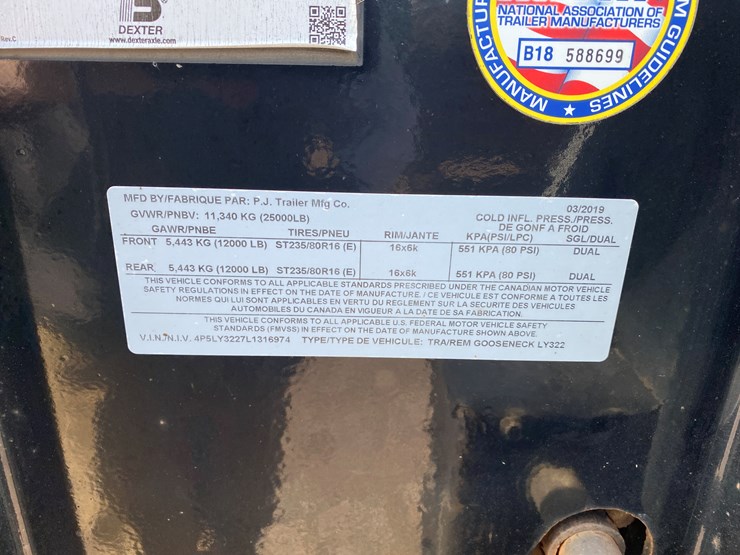 DEXTER
www.dexteraxle.com
NATIONAL ASSOCIATION OF
TRAILER MANUFACTURERS
B18 588699
GUIDELINES
MFD BY/FABRIQUE PAR: P.J. Trailer Mfg Co. 03/2019
GVWR/PNBV: 11,340 KG (25000LB) COLD INFL. PRESS./PRESS.
DE GONF A FROID
GAWR/PNBE TIRES/PNEU RIM/JANTE KPA(PSI/LPC) SGL/DUAL
FRONT 5,443 KG (12000 LB) ST235/80R16 (E) 16x6k 551 KPA (80 PSI) DUAL
REAR 5,443 KG (12000 LB) ST235/80R16 (E) 16x6k 551 KPA (80 PSI) DUAL
THIS VEHICLE CONFORMS TO ALL APPLICABLE STANDARDS PRESCRIBED UNDER THE CANADIAN MOTOR VEHICLE
SAFETY REGULATIONS IN EFFECT ON THE DATE OF MANUFACTURE. / CE VEHICULE EST CONFORME A TOUTES LES
NORMES QUI LUI SONT APPLICABLES EN VERTU DU REGLEMENT SUR LA SECURITE DES VEHICULES
AUTOMOBILES DU CANADA EN VIGUEUR A LA DATE DE SA FABRICATION.
THIS VEHICLE CONFORMS TO ALL APPLICABLE U.S. FEDERAL MOTOR VEHICLE SAFETY
STANDARDS (FMVSS) IN EFFECT ON THE DATE OF MANUFACTURE SHOWN ABOVE.
V.I.N./N.I.V. 4P5LY3227L1316974 TYPE/TYPE DE VEHICULE: TRA/REM GOOSENECK LY322